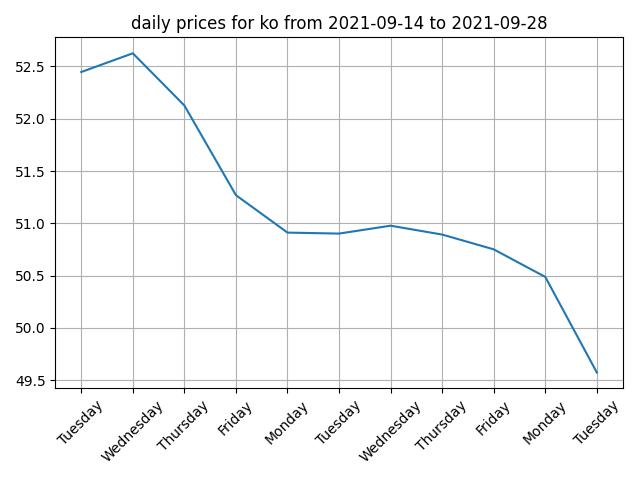 daily prices for ko from 2021-09-14 to 2021-09-28
52.5
52.0
51.5
51.0
50.5
50.0
49.5
Tuesday
Wednesday
Thursday
Friday
Monday
Tuesday
Wednesday
Thursday
Friday
Monday
Tuesday